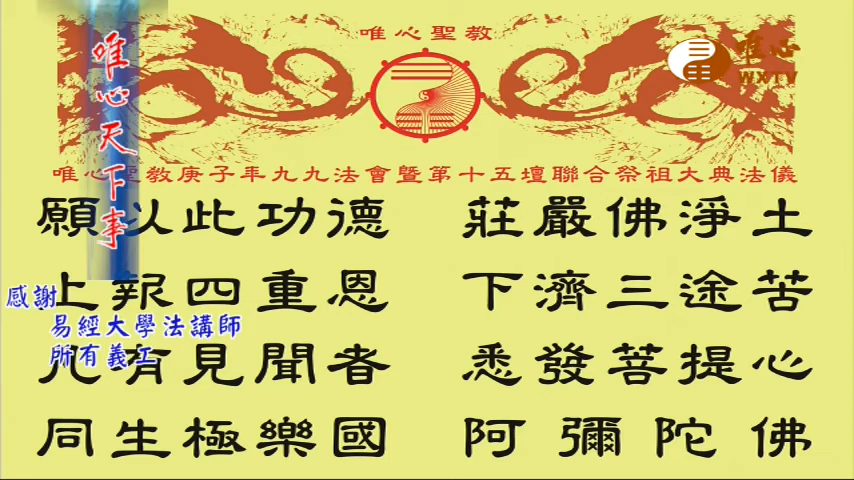 唯心聖教
唯心
WXTV
唯心天下事
唯心聖教庚子年九九法會暨第十五壇聯合祭祖大典法儀
願以此功德 莊嚴佛淨土
上報四重恩 下濟三途苦
感謝
易經大學法講師
所有義工
凡有見聞者 悉發菩提心
同生極樂國 阿彌陀佛